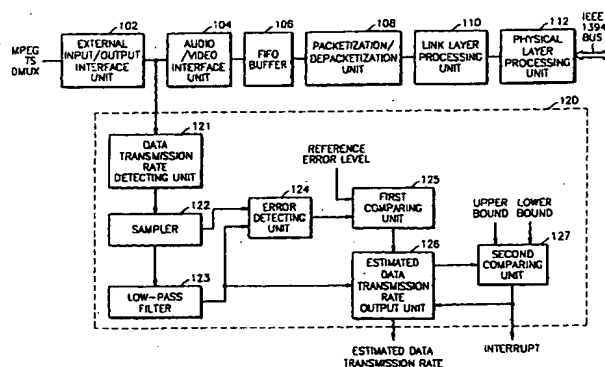 102
104
106
108
110
112
IEEE
1394
BUS
MPEG
TS
DMUX
EXTERNAL
INPUT/OUTPUT
INTERFACE
UNIT
AUDIO
/VIDEO
INTERFACE
UNIT
FIFO
BUFFER
PACKETIZATION/
DEPACKETIZATION
UNIT
LINK LAYER
PROCESSING
UNIT
PHYSICAL
LAYER
PROCESSING
UNIT
120
121
DATA
TRANSMISSION
RATE
DETECTING UNIT
REFERENCE
ERROR LEVEL
125
FIRST
COMPARING
UNIT
124
ERROR
DETECTING
UNIT
122
SAMPLER
UPPER
BOUND
LOWER
BOUND
126
ESTIMATED
DATA
TRANSMISSION
RATE
OUTPUT UNIT
127
SECOND
COMPARING
UNIT
123
LOW-PASS
FILTER
ESTIMATED DATA
TRANSMISSION RATE
INTERRUPT